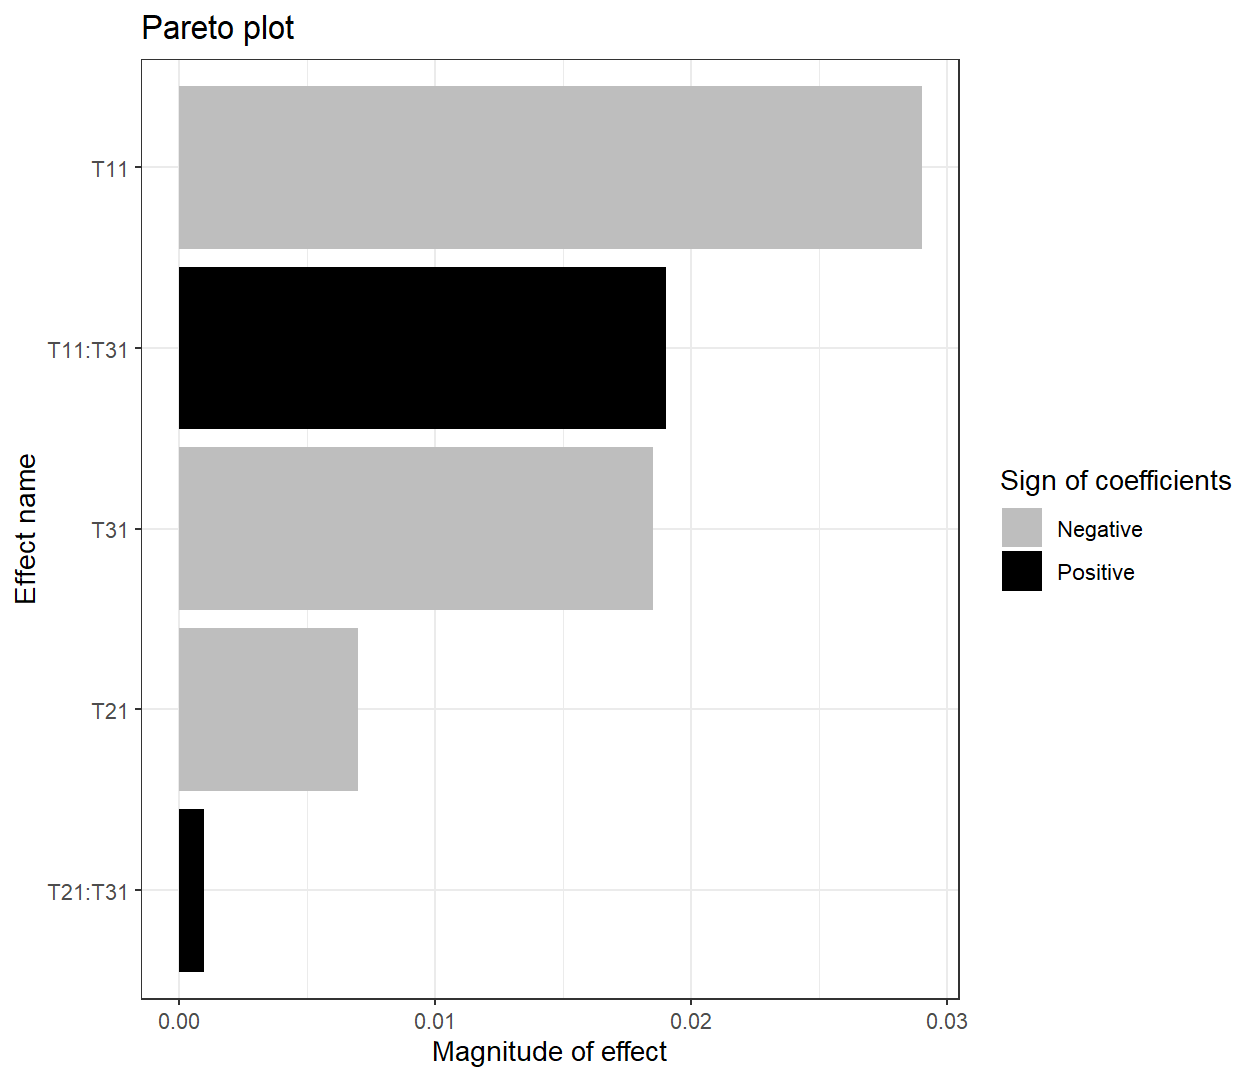 Pareto plot
T11
T11:T31
T31
T21
T21:T31
Effect name
0.00 0.01 0.02 0.03
Magnitude of effect
Sign of coefficients
Negative
Positive